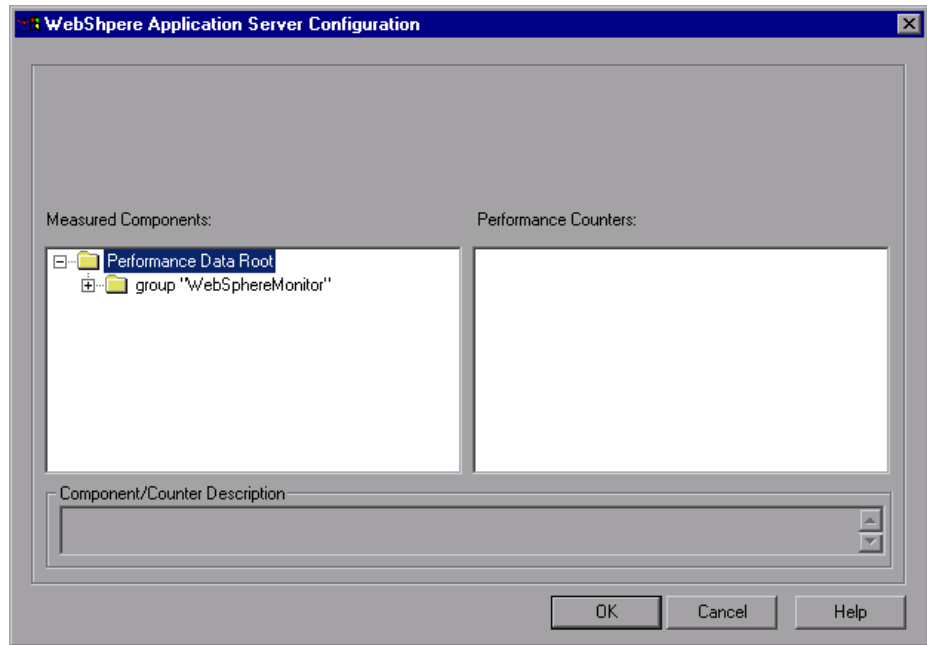 WebShpere Application Server Configuration
Measured Components:
Performance Counters:
Performance Data Root
group "WebSphereMonitor"
Component/Counter Description
OK
Cancel
Help